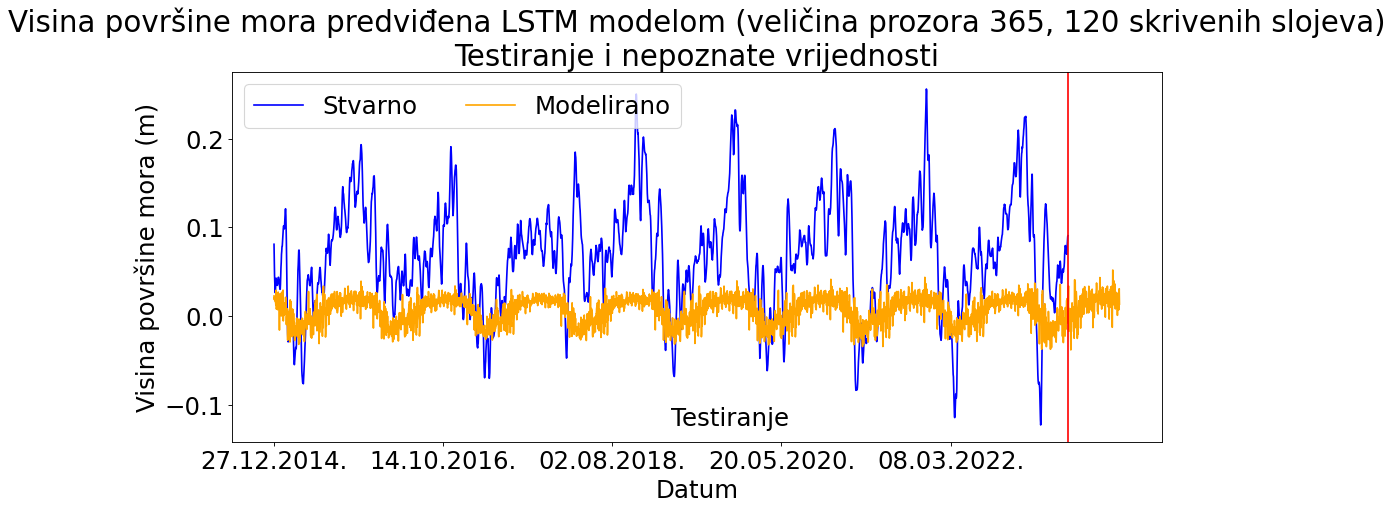 Visina površine mora predviđena LSTM modelom (veličina prozora 365, 120 skrivenih slojeva)
Testiranje i nepoznate vrijednosti
Stvarno Modelirano
Visina površine mora (m)
0.2
0.1
0.0
−0.1
Testiranje
27.12.2014. 14.10.2016. 02.08.2018. 20.05.2020. 08.03.2022.
Datum